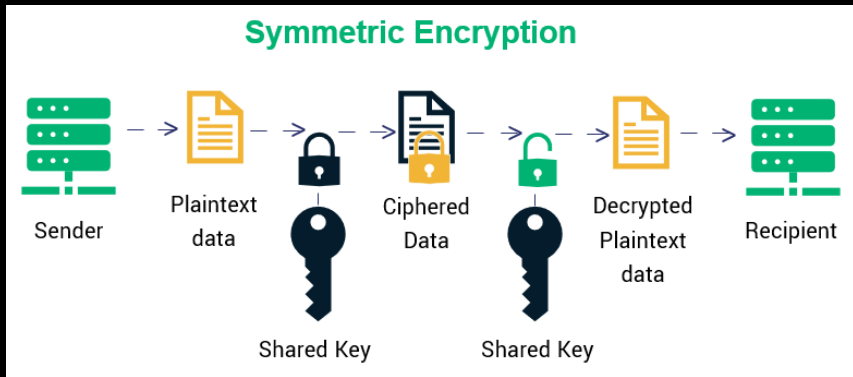 Symmetric Encryption
Sender
Plaintext
data
Ciphered
Data
Decrypted
Plaintext
data
Recipient
Shared Key
Shared Key